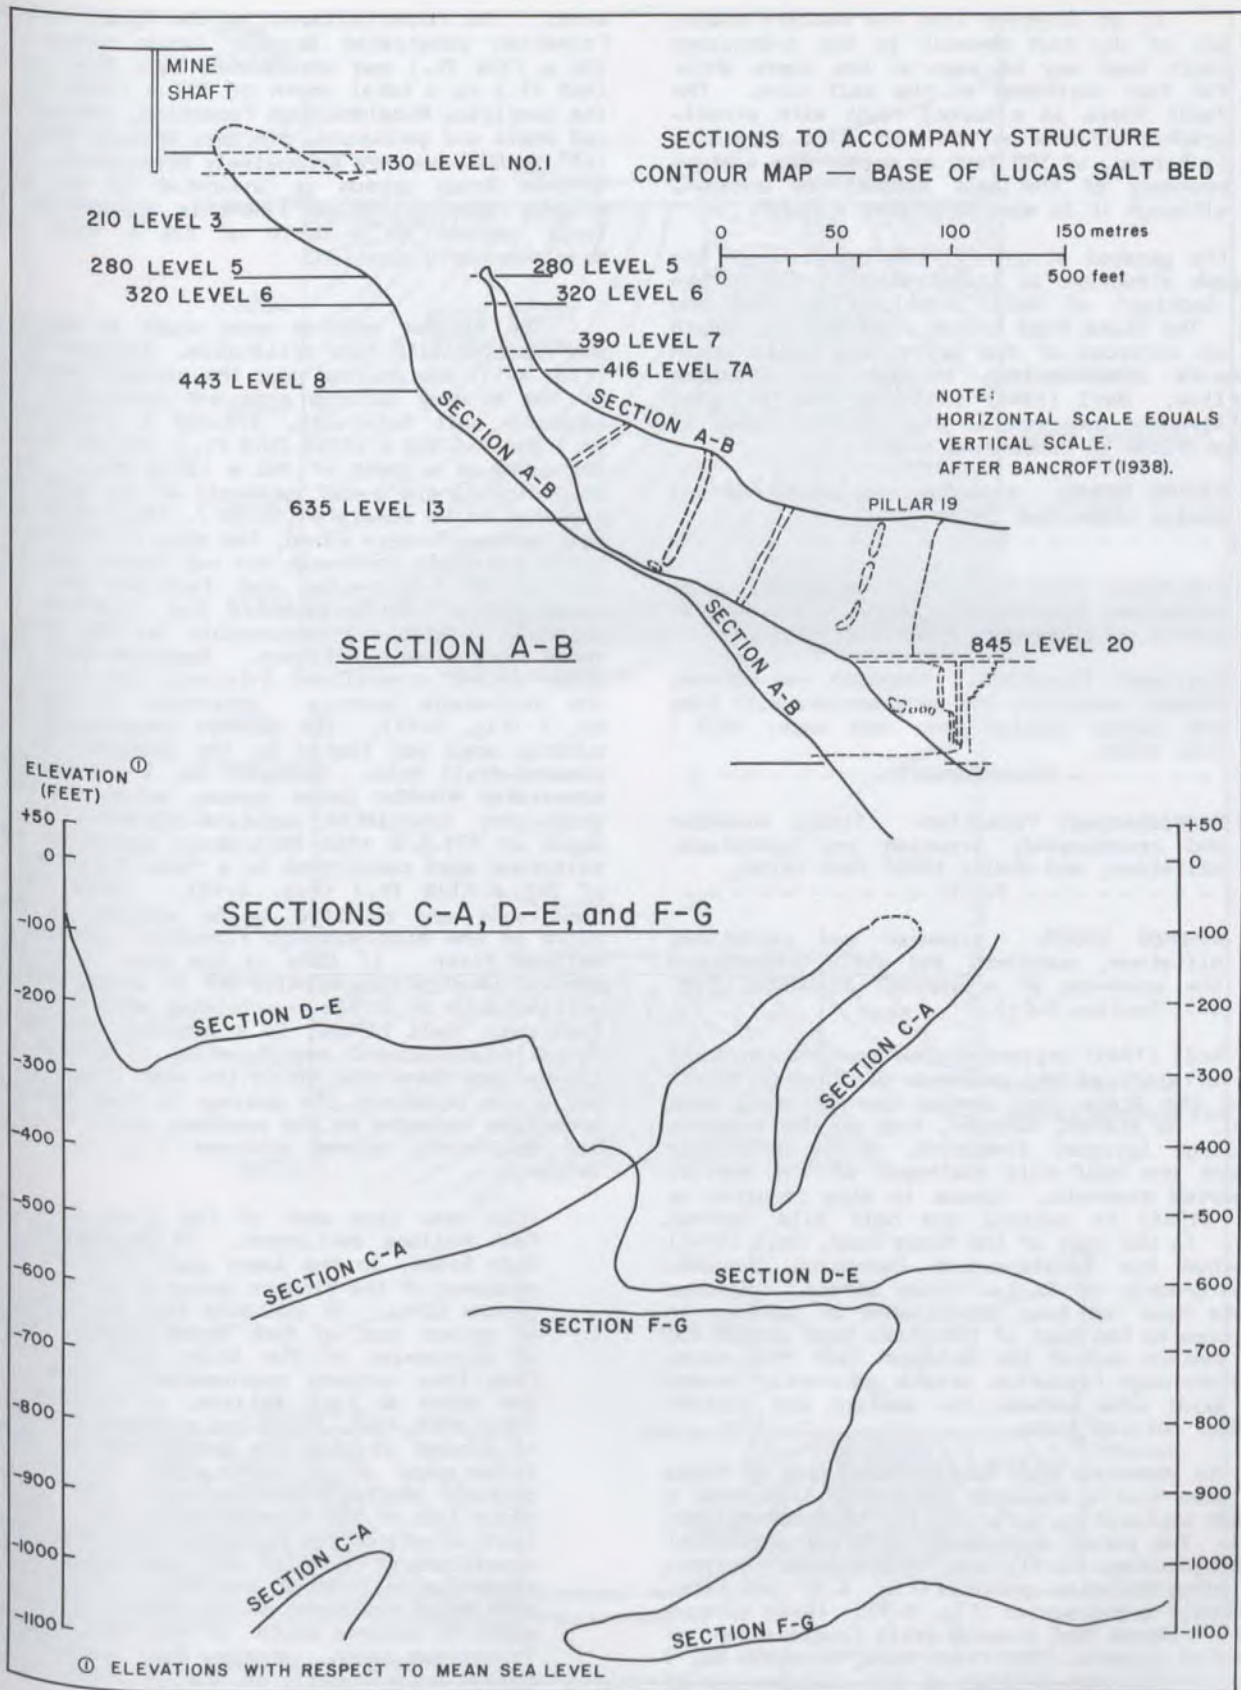 MINE
SHAFT
SECTIONS TO ACCOMPANY STRUCTURE
CONTOUR MAP — BASE OF LUCAS SALT BED
130 LEVEL NO.1
210 LEVEL 3
0 50 100 150 metres
0 500 feet
280 LEVEL 5
320 LEVEL 6
280 LEVEL 5
320 LEVEL 6
390 LEVEL 7
416 LEVEL 7A
443 LEVEL 8
SECTION A-B
SECTION A-B
NOTE:
HORIZONTAL SCALE EQUALS
VERTICAL SCALE.
AFTER BANCROFT (1938).
635 LEVEL 13
PILLAR 19
SECTION A-B
SECTION A-B
845 LEVEL 20
ELEVATION ①
(FEET)
+50
0
-100
-200
-300
-400
-500
-600
-700
-800
-900
-1000
-1100
SECTIONS C-A, D-E, and F-G
SECTION D-E
SECTION C-A
SECTION C-A
SECTION D-E
SECTION F-G
SECTION C-A
SECTION F-G
+50
0
-100
-200
-300
-400
-500
-600
-700
-800
-900
-1000
-1100
① ELEVATIONS WITH RESPECT TO MEAN SEA LEVEL